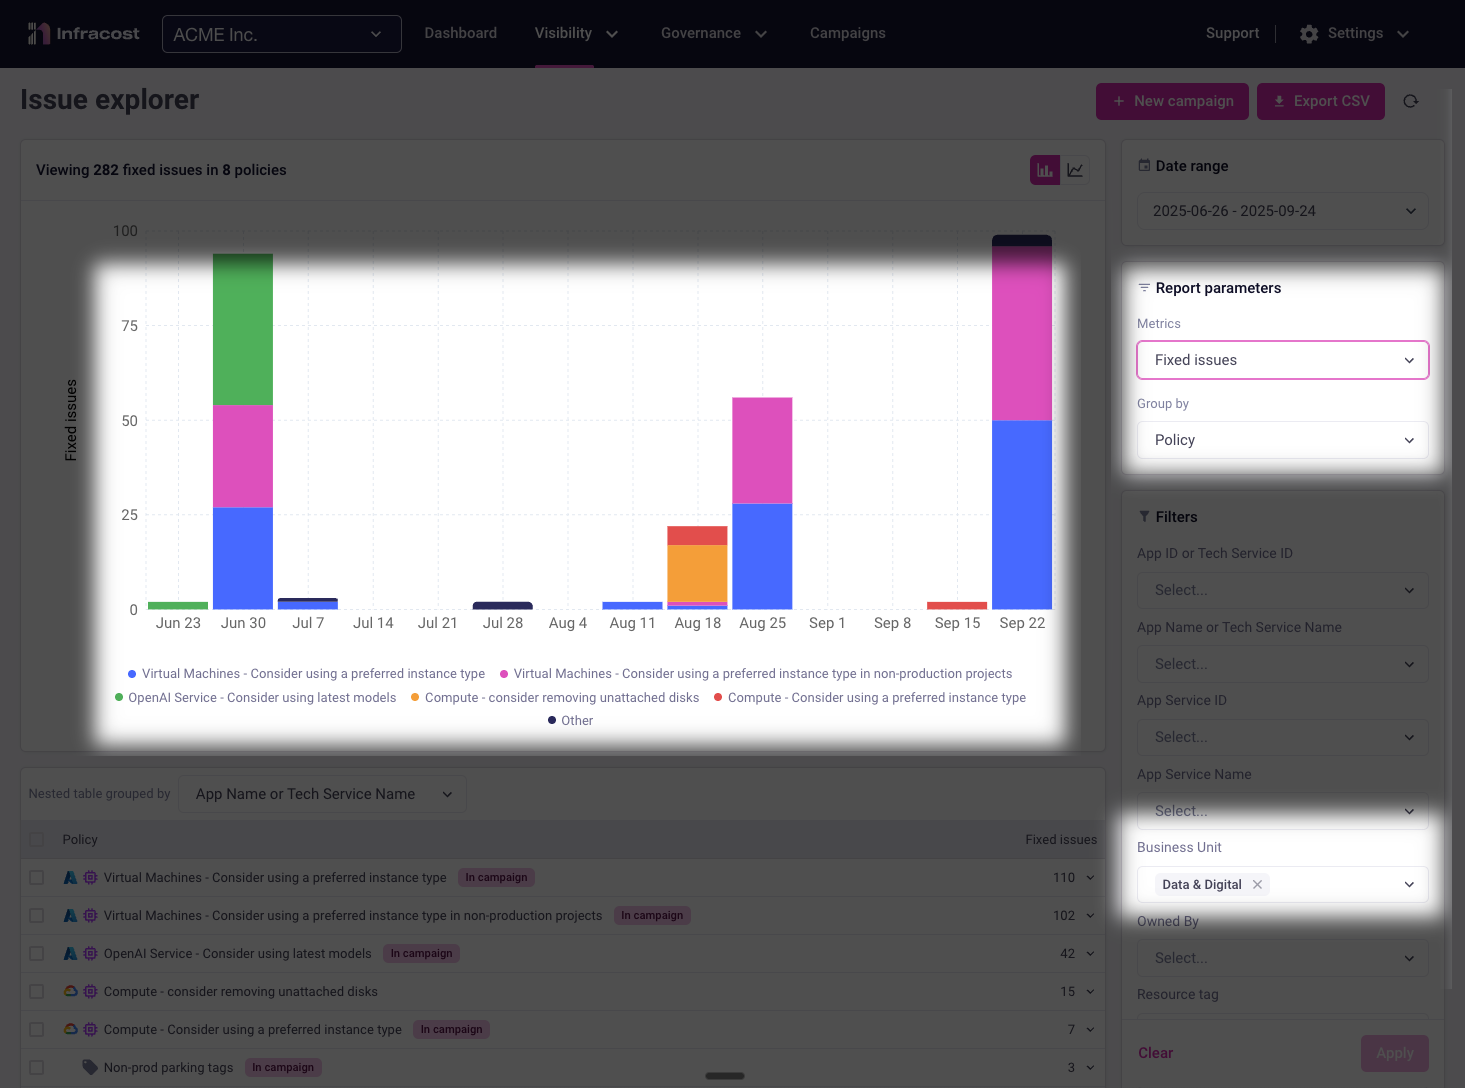 Infracost ACME Inc. Dashboard Visibility Governance Campaigns Support Settings
Issue explorer
+ New campaign Export CSV
Viewing 282 fixed issues in 8 policies
100
75
50
25
0
Fixed issues
Jun 23 Jun 30 Jul 7 Jul 14 Jul 21 Jul 28 Aug 4 Aug 11 Aug 18 Aug 25 Sep 1 Sep 8 Sep 15 Sep 22
Virtual Machines - Consider using a preferred instance type Virtual Machines - Consider using a preferred instance type in non-production projects
OpenAI Service - Consider using latest models Compute - consider removing unattached disks Compute - Consider using a preferred instance type
Other
Nested table grouped by App Name or Tech Service Name
Policy Fixed issues
Virtual Machines - Consider using a preferred instance type In campaign 110
Virtual Machines - Consider using a preferred instance type in non-production projects In campaign 102
OpenAI Service - Consider using latest models In campaign 42
Compute - consider removing unattached disks 15
Compute - Consider using a preferred instance type In campaign 7
Non-prod parking tags In campaign 3
Date range
2025-06-26 - 2025-09-24
Report parameters
Metrics
Fixed issues
Group by
Policy
Filters
App ID or Tech Service ID
Select...
App Name or Tech Service Name
Select...
App Service ID
Select...
App Service Name
Select...
Business Unit
Data & Digital
Owned By
Select...
Resource tag
Clear Apply